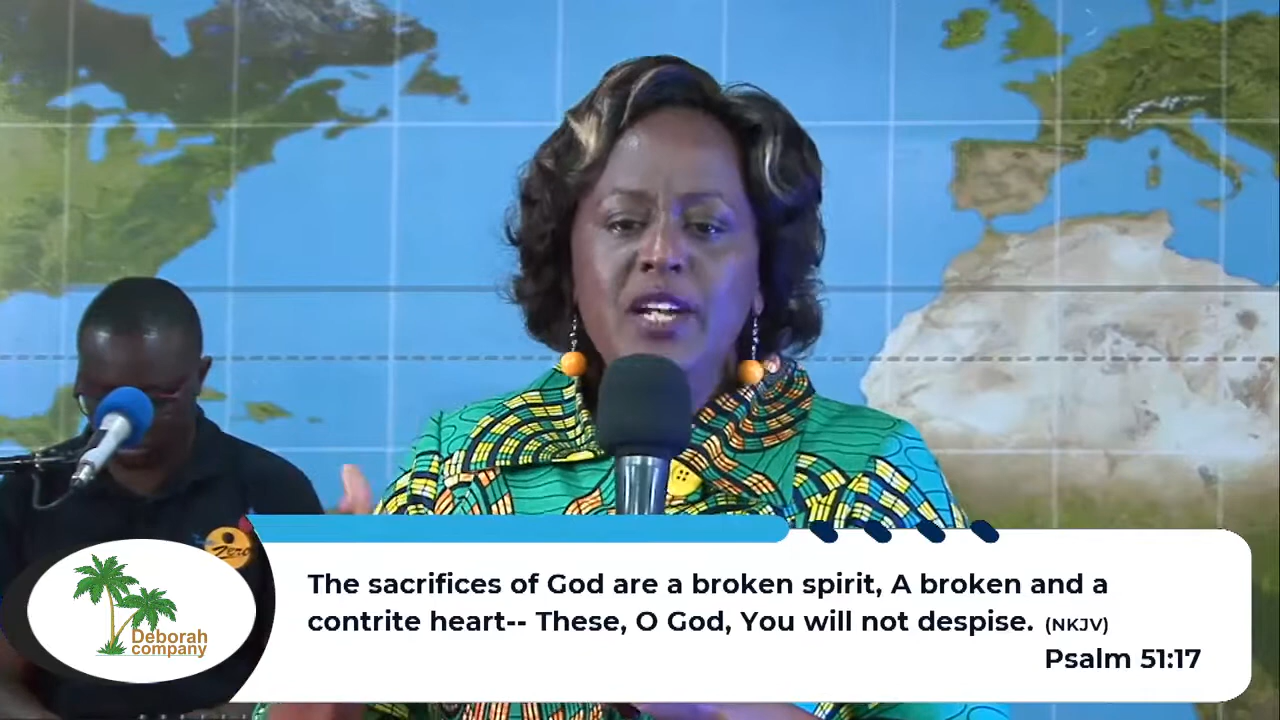 Zero
The sacrifices of God are a broken spirit, A broken and a
contrite heart-- These, O God, You will not despise. (NKJV)
Psalm 51:17
Deborah
company